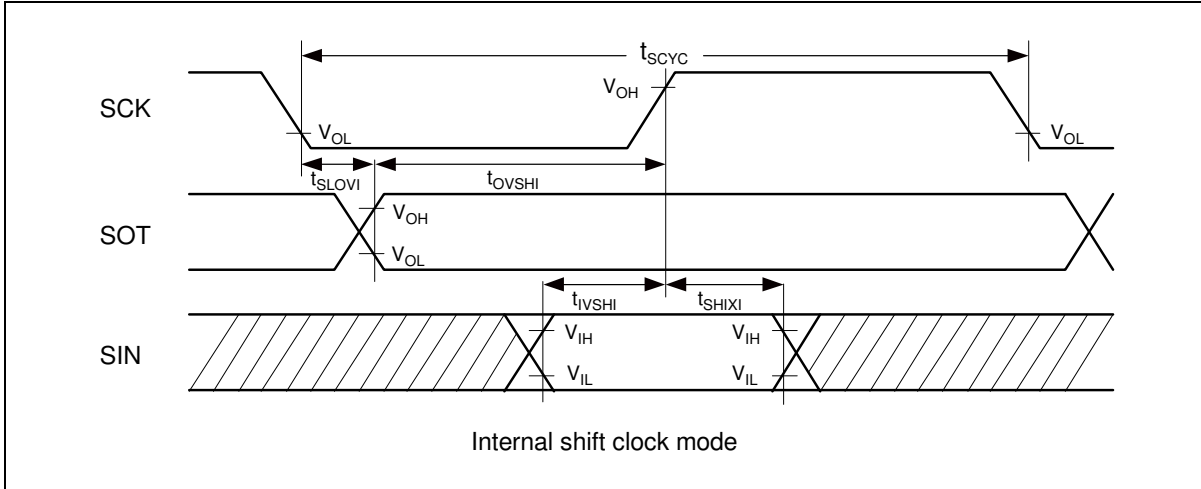 tSCYC
SCK
VOH
VOL
VOL
tSLOVI
tOVSHI
SOT
VOH
VOL
tIVSHI
tSHIXI
SIN
VIH
VIH
VIL
VIL
Internal shift clock mode